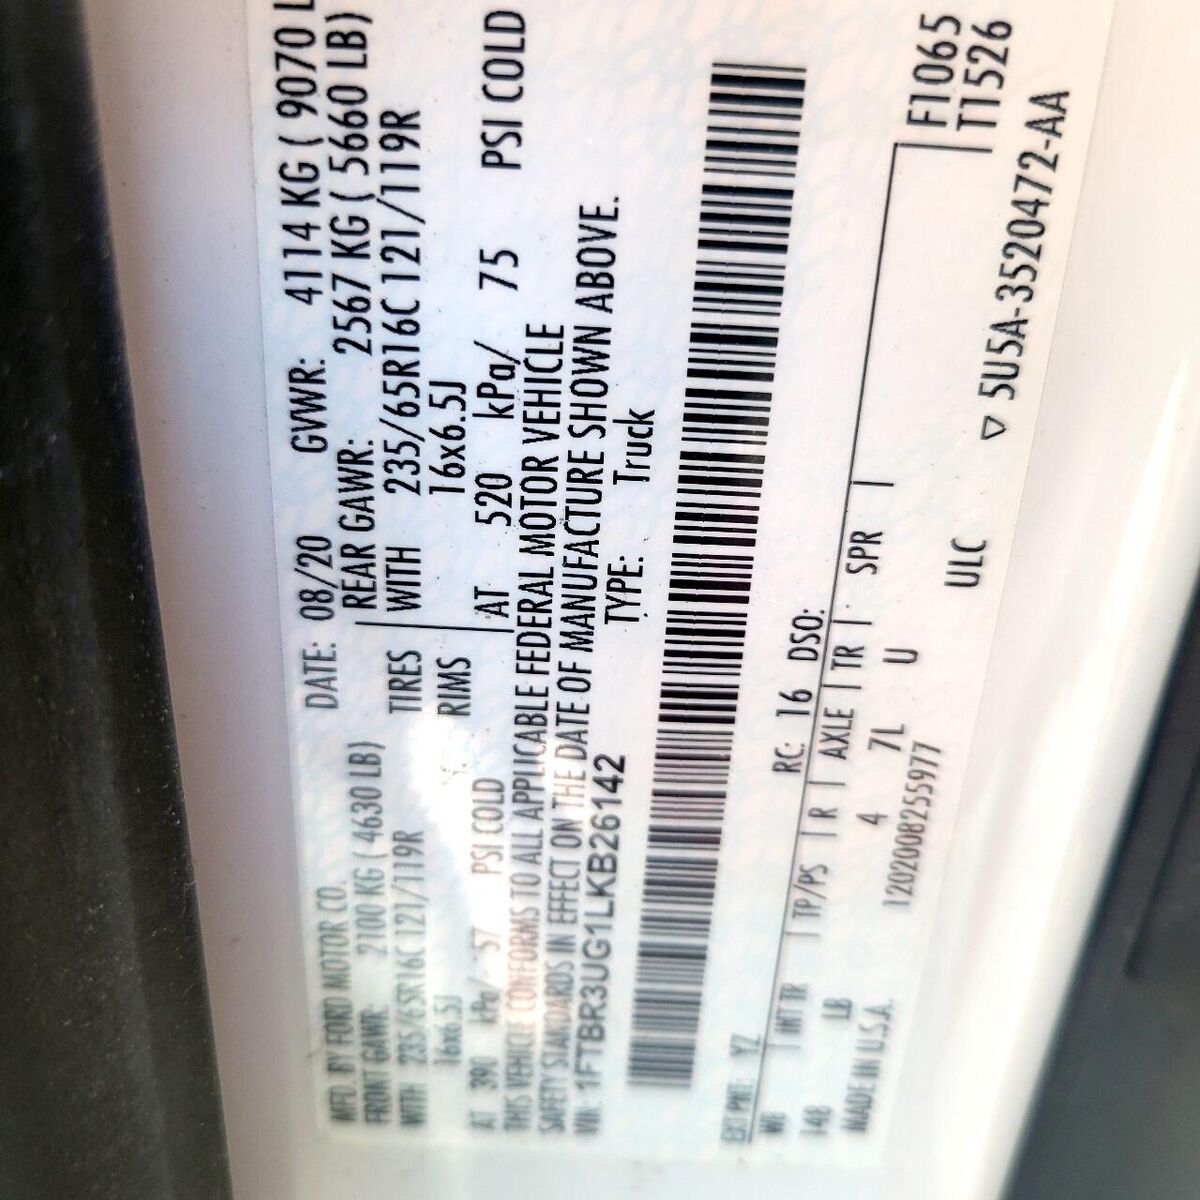 MFD. BY FORD MOTOR CO.
DATE: 08/20 GVWR: 4114 KG ( 9070 L
FRONT GAWR: 2100 KG ( 4630 LB) REAR GAWR: 2567 KG ( 5660 LB)
WITH 235/65R16C 121/119R TIRES WITH 235/65R16C 121/119R
16x6.5J RIMS 16x6.5J
AT 390 kPa/ 57 PSI COLD AT 520 kPa/ 75 PSI COLD
THIS VEHICLE CONFORMS TO ALL APPLICABLE FEDERAL MOTOR VEHICLE
SAFETY STANDARDS IN EFFECT ON THE DATE OF MANUFACTURE SHOWN ABOVE.
VIN: 1FTBR3UG1LKB26142 TYPE: Truck
EXT PNT: YZ RC: 16 DSO:
WB INT TR TP/PS R AXLE TR SPR F1065
148 LB 4 7L U T1526
MADE IN U.S.A. 1202008255977 ULC ▽ 5U5A-3520472-AA